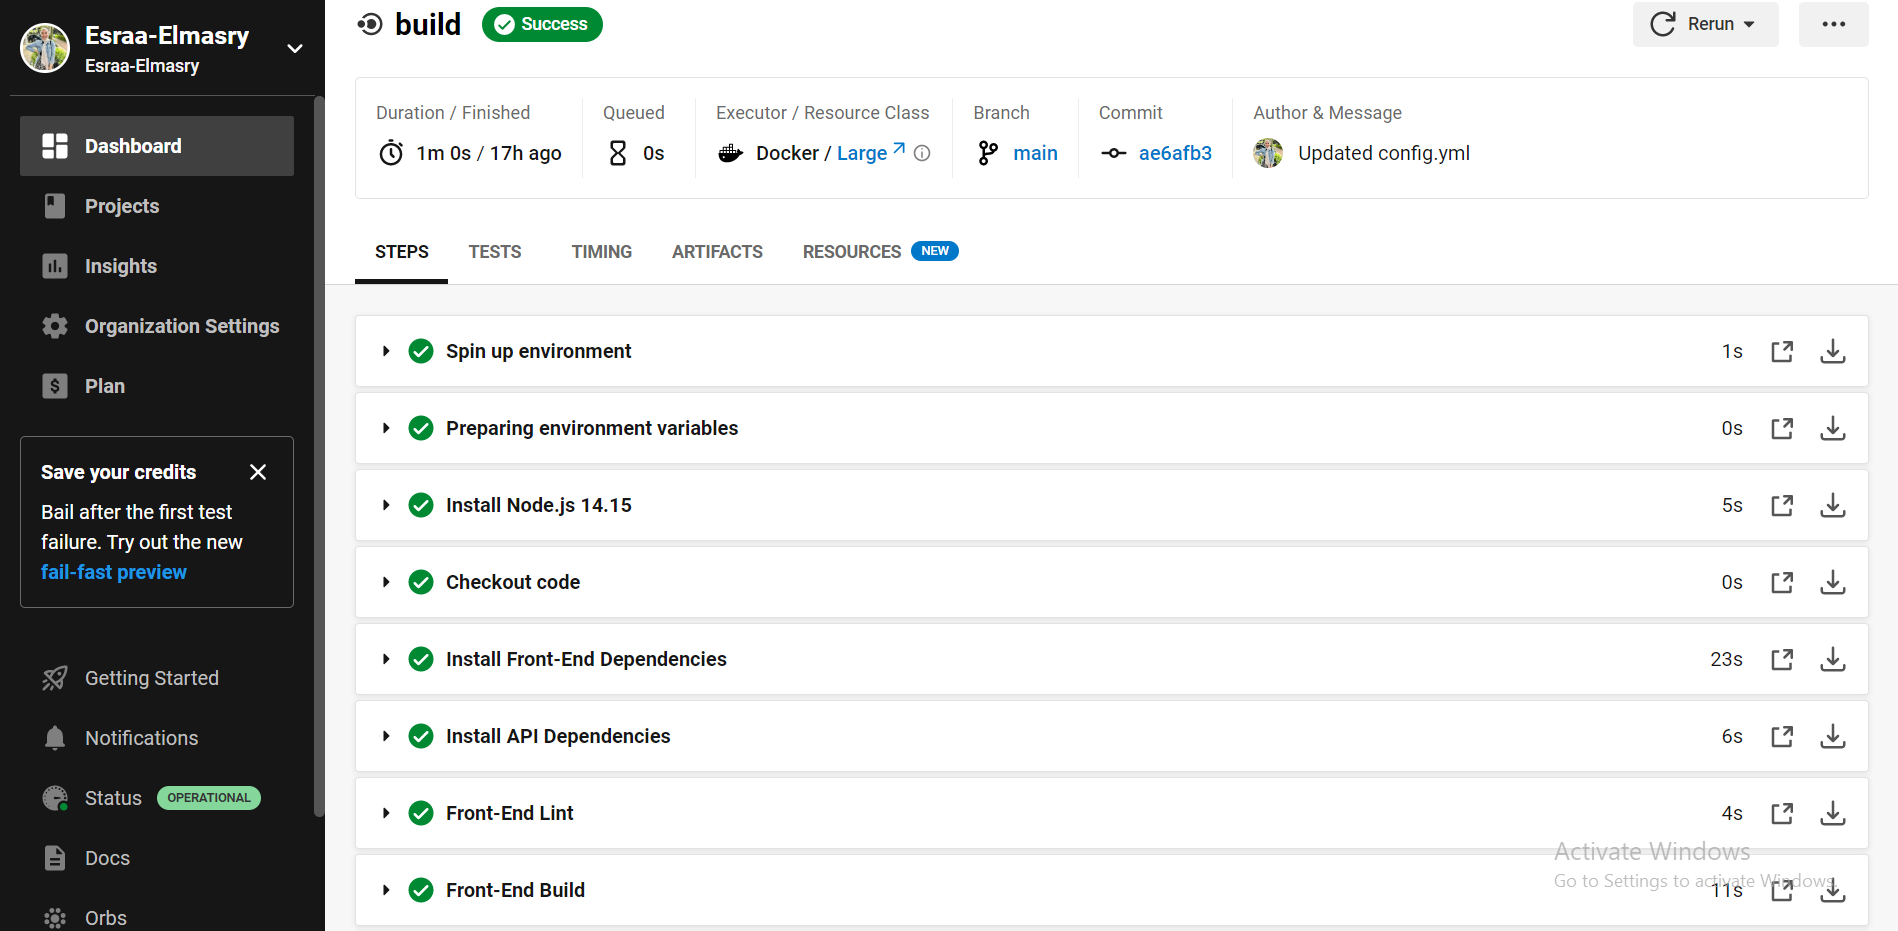 Esraa-Elmasry
Esraa-Elmasry
Dashboard
Projects
Insights
Organization Settings
Plan
Save your credits
Bail after the first test
failure. Try out the new
fail-fast preview
Getting Started
Notifications
Status OPERATIONAL
Docs
Orbs
build Success
Rerun
Duration / Finished
1m 0s / 17h ago
Queued
0s
Executor / Resource Class
Docker / Large
Branch
main
Commit
ae6afb3
Author & Message
Updated config.yml
STEPS TESTS TIMING ARTIFACTS RESOURCES NEW
Spin up environment 1s
Preparing environment variables 0s
Install Node.js 14.15 5s
Checkout code 0s
Install Front-End Dependencies 23s
Install API Dependencies 6s
Front-End Lint 4s
Front-End Build 11s
Activate Windows
Go to Settings to activate Windows.